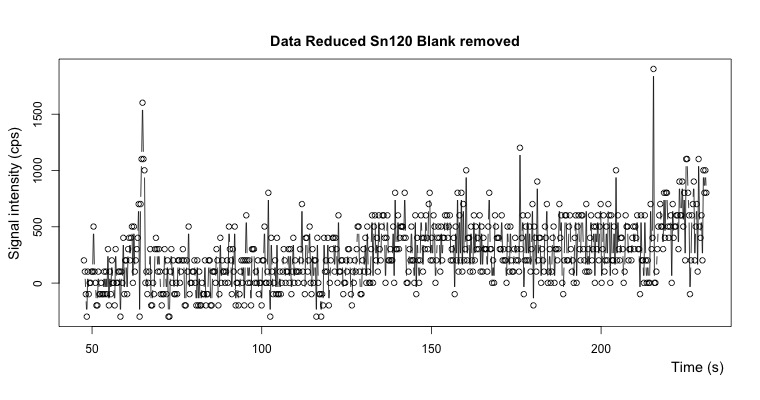 Data Reduced Sn120 Blank removed
Signal intensity (cps)
1500
1000
500
0
50 100 150 200
Time (s)